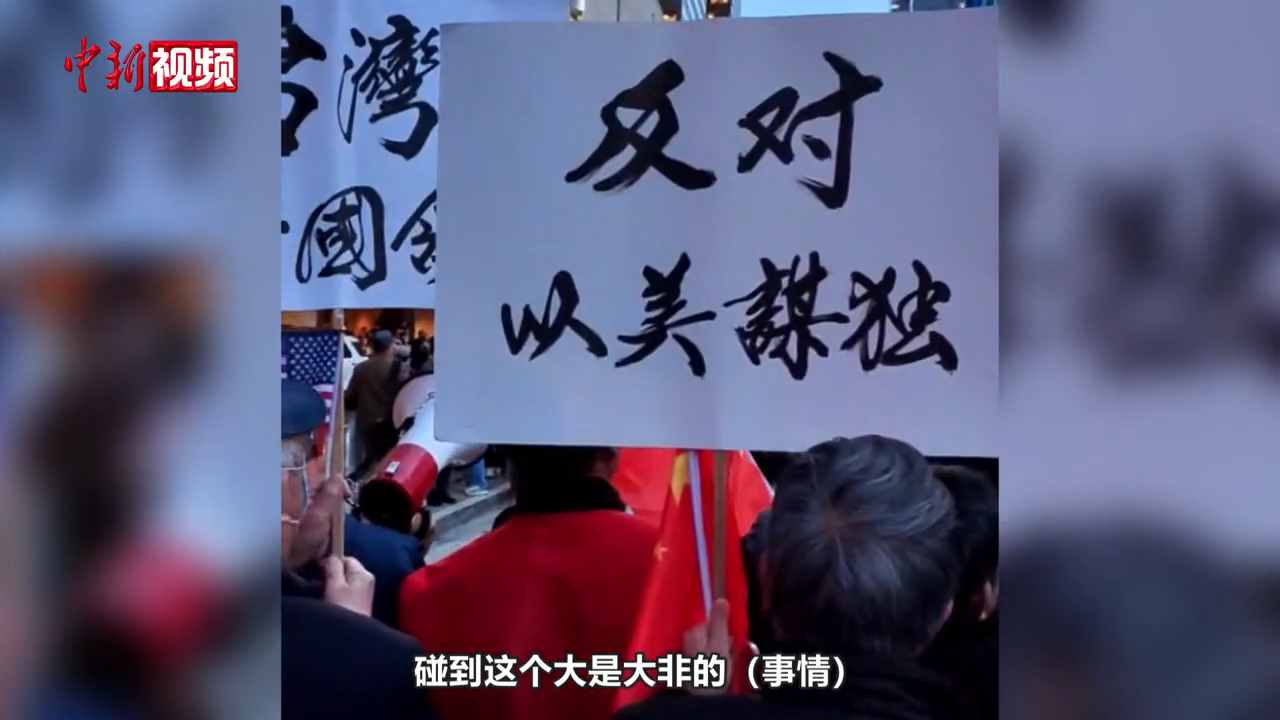 中新视频
台灣
國
反对
以美謀独
碰到这个大是大非的（事情）